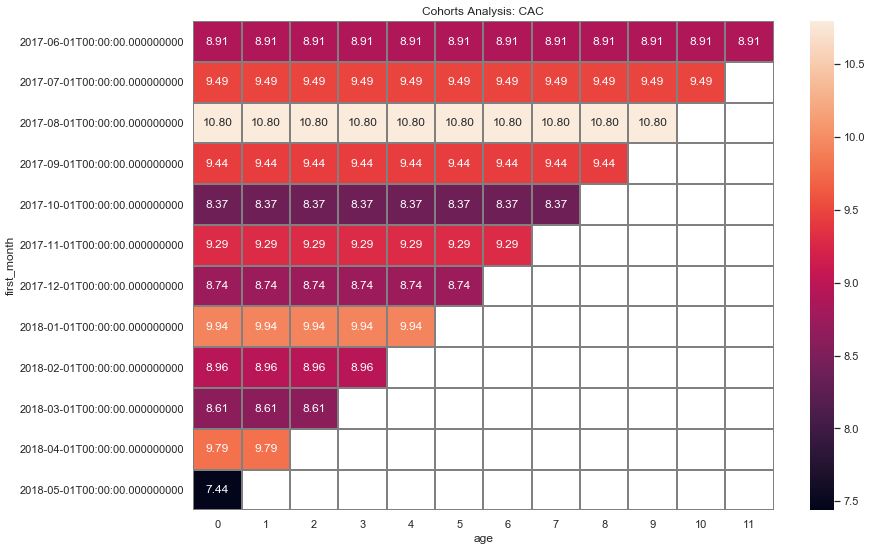 Cohorts Analysis: CAC
2017-06-01T00:00:00.000000000 8.91 8.91 8.91 8.91 8.91 8.91 8.91 8.91 8.91 8.91 8.91 8.91
2017-07-01T00:00:00.000000000 9.49 9.49 9.49 9.49 9.49 9.49 9.49 9.49 9.49 9.49 9.49
2017-08-01T00:00:00.000000000 10.80 10.80 10.80 10.80 10.80 10.80 10.80 10.80 10.80 10.80
2017-09-01T00:00:00.000000000 9.44 9.44 9.44 9.44 9.44 9.44 9.44 9.44 9.44
2017-10-01T00:00:00.000000000 8.37 8.37 8.37 8.37 8.37 8.37 8.37 8.37
2017-11-01T00:00:00.000000000 9.29 9.29 9.29 9.29 9.29 9.29 9.29
2017-12-01T00:00:00.000000000 8.74 8.74 8.74 8.74 8.74 8.74
2018-01-01T00:00:00.000000000 9.94 9.94 9.94 9.94 9.94
2018-02-01T00:00:00.000000000 8.96 8.96 8.96 8.96
2018-03-01T00:00:00.000000000 8.61 8.61 8.61
2018-04-01T00:00:00.000000000 9.79 9.79
2018-05-01T00:00:00.000000000 7.44
0 1 2 3 4 5 6 7 8 9 10 11
age
first_month
10.5
10.0
9.5
9.0
8.5
8.0
7.5